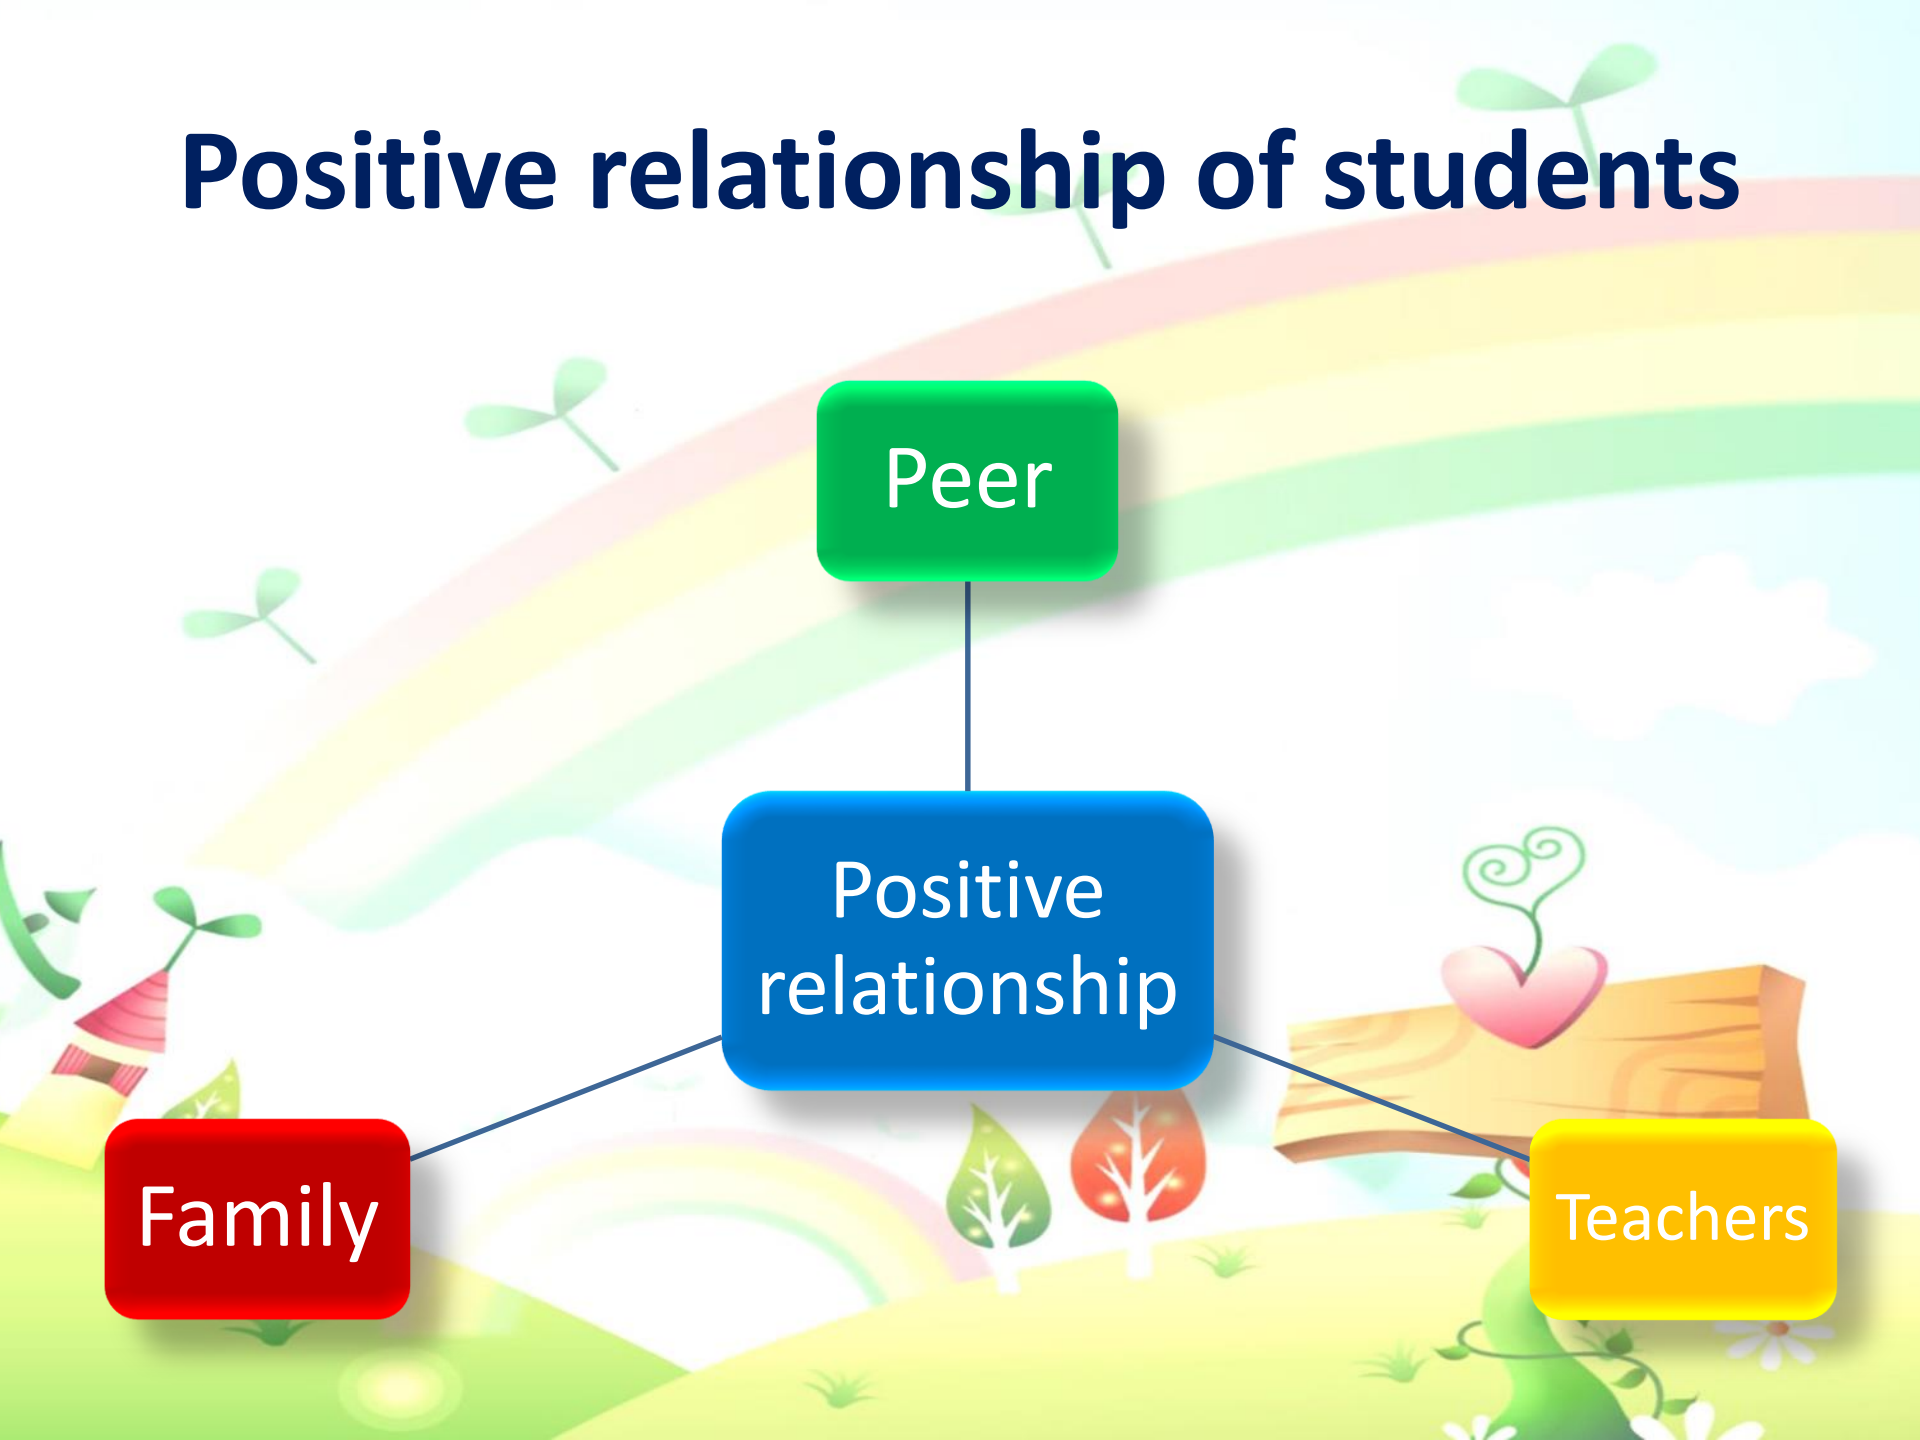 Positive relationship of students
Peer
Positive
relationship
Family
Teachers